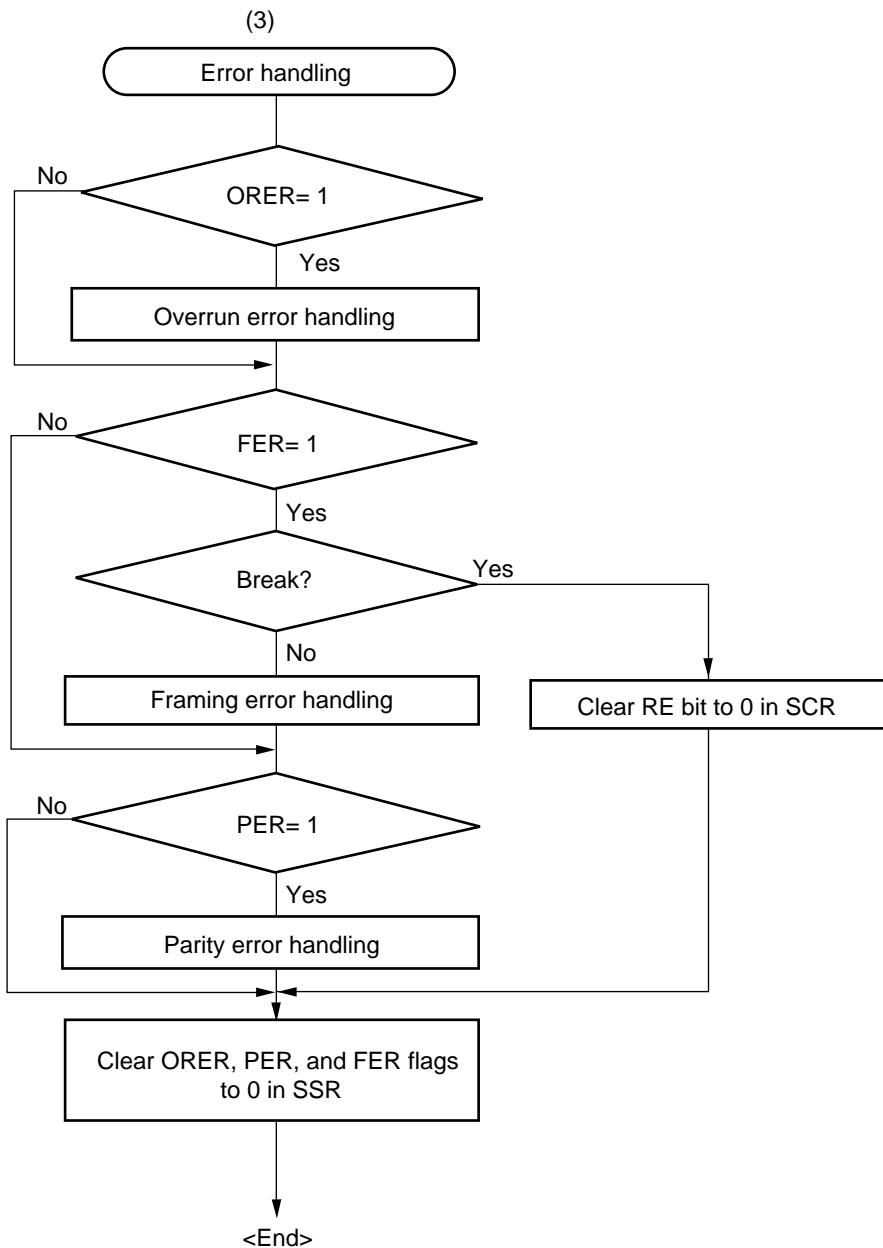 (3)
Error handling
No
ORER= 1
Yes
Overrun error handling
No
FER= 1
Yes
Break?
Yes
No
Framing error handling
Clear RE bit to 0 in SCR
No
PER= 1
Yes
Parity error handling
Clear ORER, PER, and FER flags
to 0 in SSR
<End>